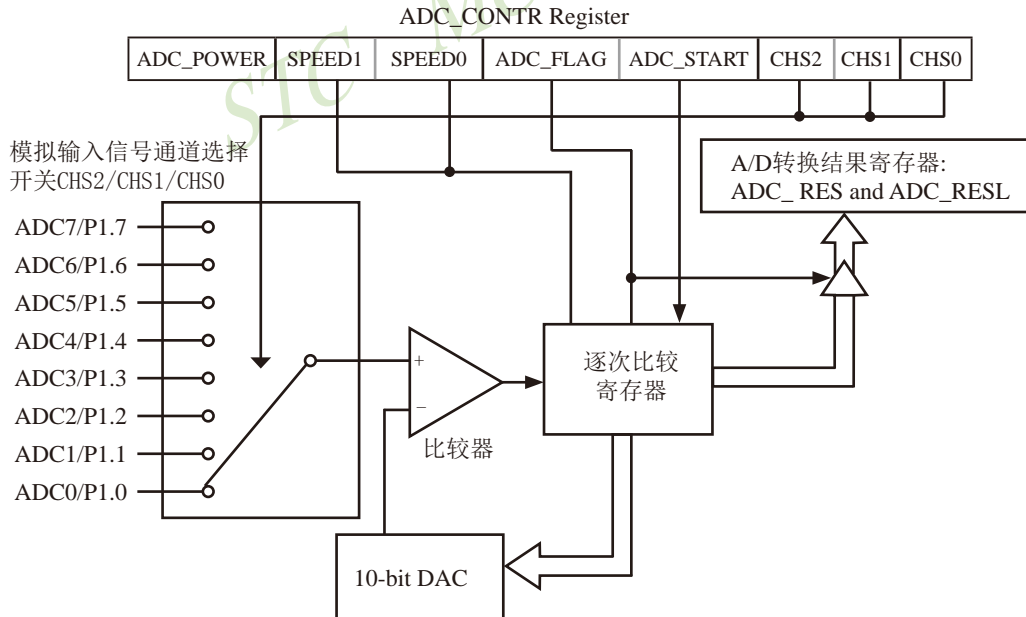 ADC_CONTR Register
ADC_POWER SPEED1 SPEED0 ADC_FLAG ADC_START CHS2 CHS1 CHS0
STC MC
模拟输入信号通道选择
开关CHS2/CHS1/CHS0
A/D转换结果寄存器:
ADC_ RES and ADC_RESL
ADC7/P1.7
ADC6/P1.6
ADC5/P1.5
ADC4/P1.4
ADC3/P1.3
ADC2/P1.2
ADC1/P1.1
ADC0/P1.0
+
−
比较器
逐次比较
寄存器
10-bit DAC